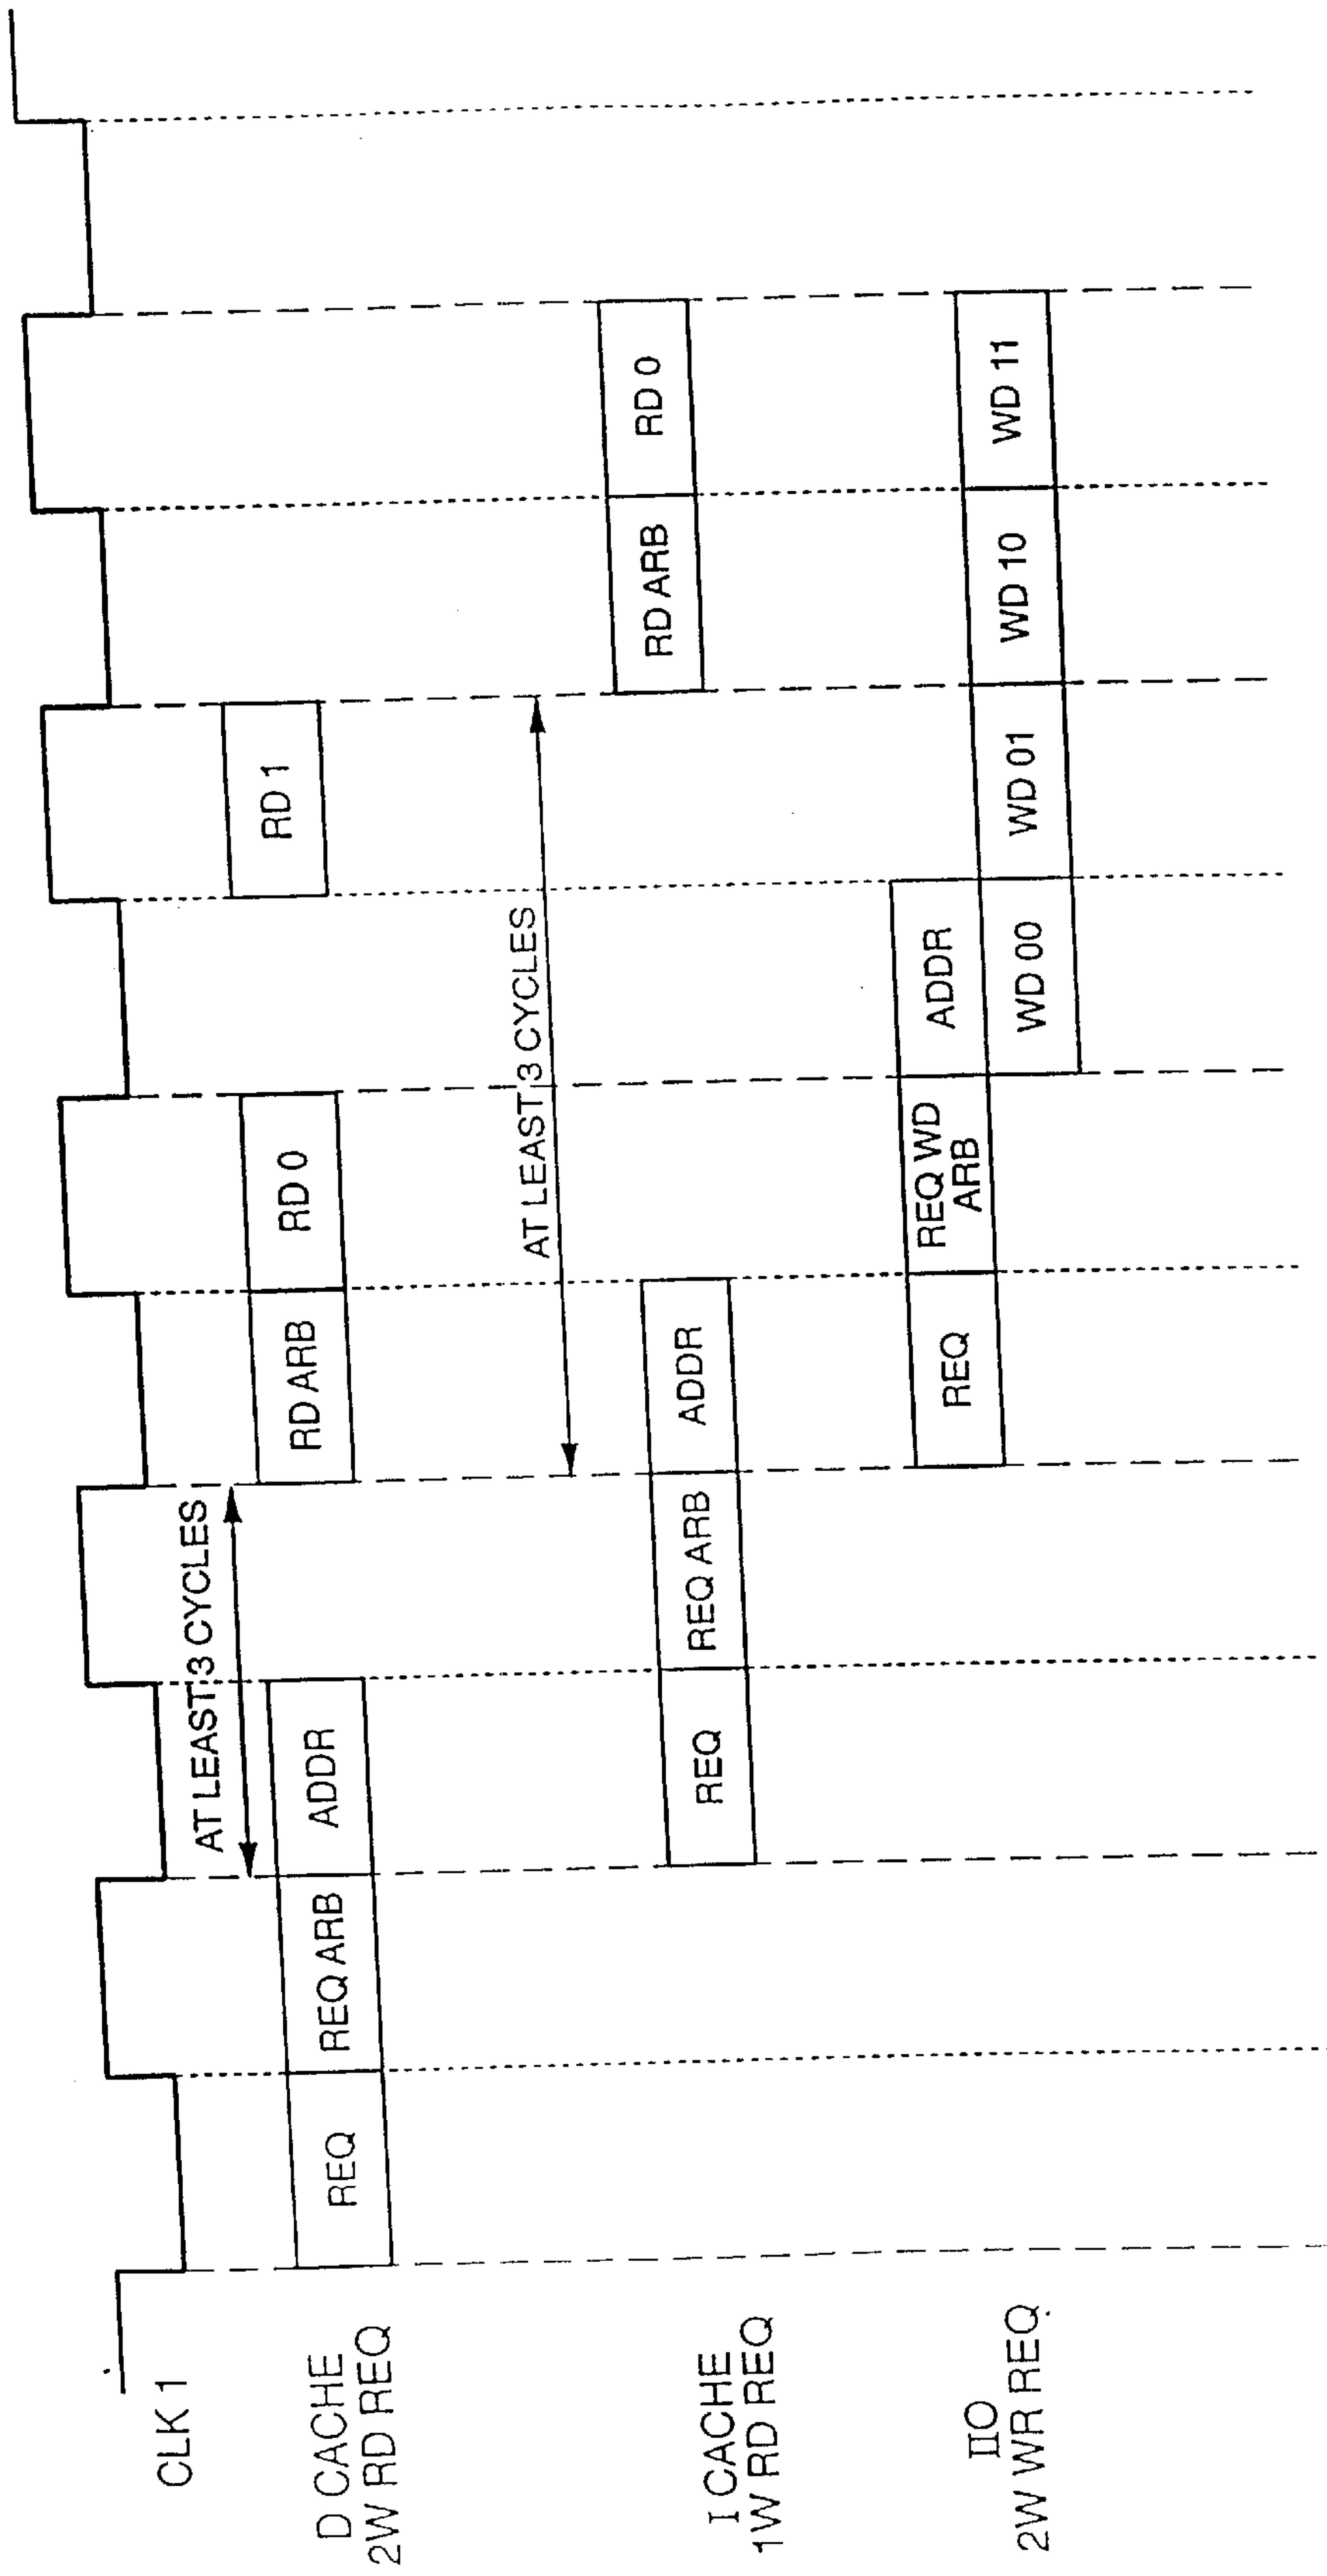 CLK 1
D CACHE
2W RD REQ
REQ
REQ ARB
ADDR
AT LEAST 3 CYCLES
RD ARB
RD 0
RD 1
I CACHE
1W RD REQ
REQ
REQ ARB
ADDR
AT LEAST 3 CYCLES
RD ARB
RD 0
IIO
2W WR REQ
REQ
REQ WD
ARB
ADDR
WD 00
WD 01
WD 10
WD 11